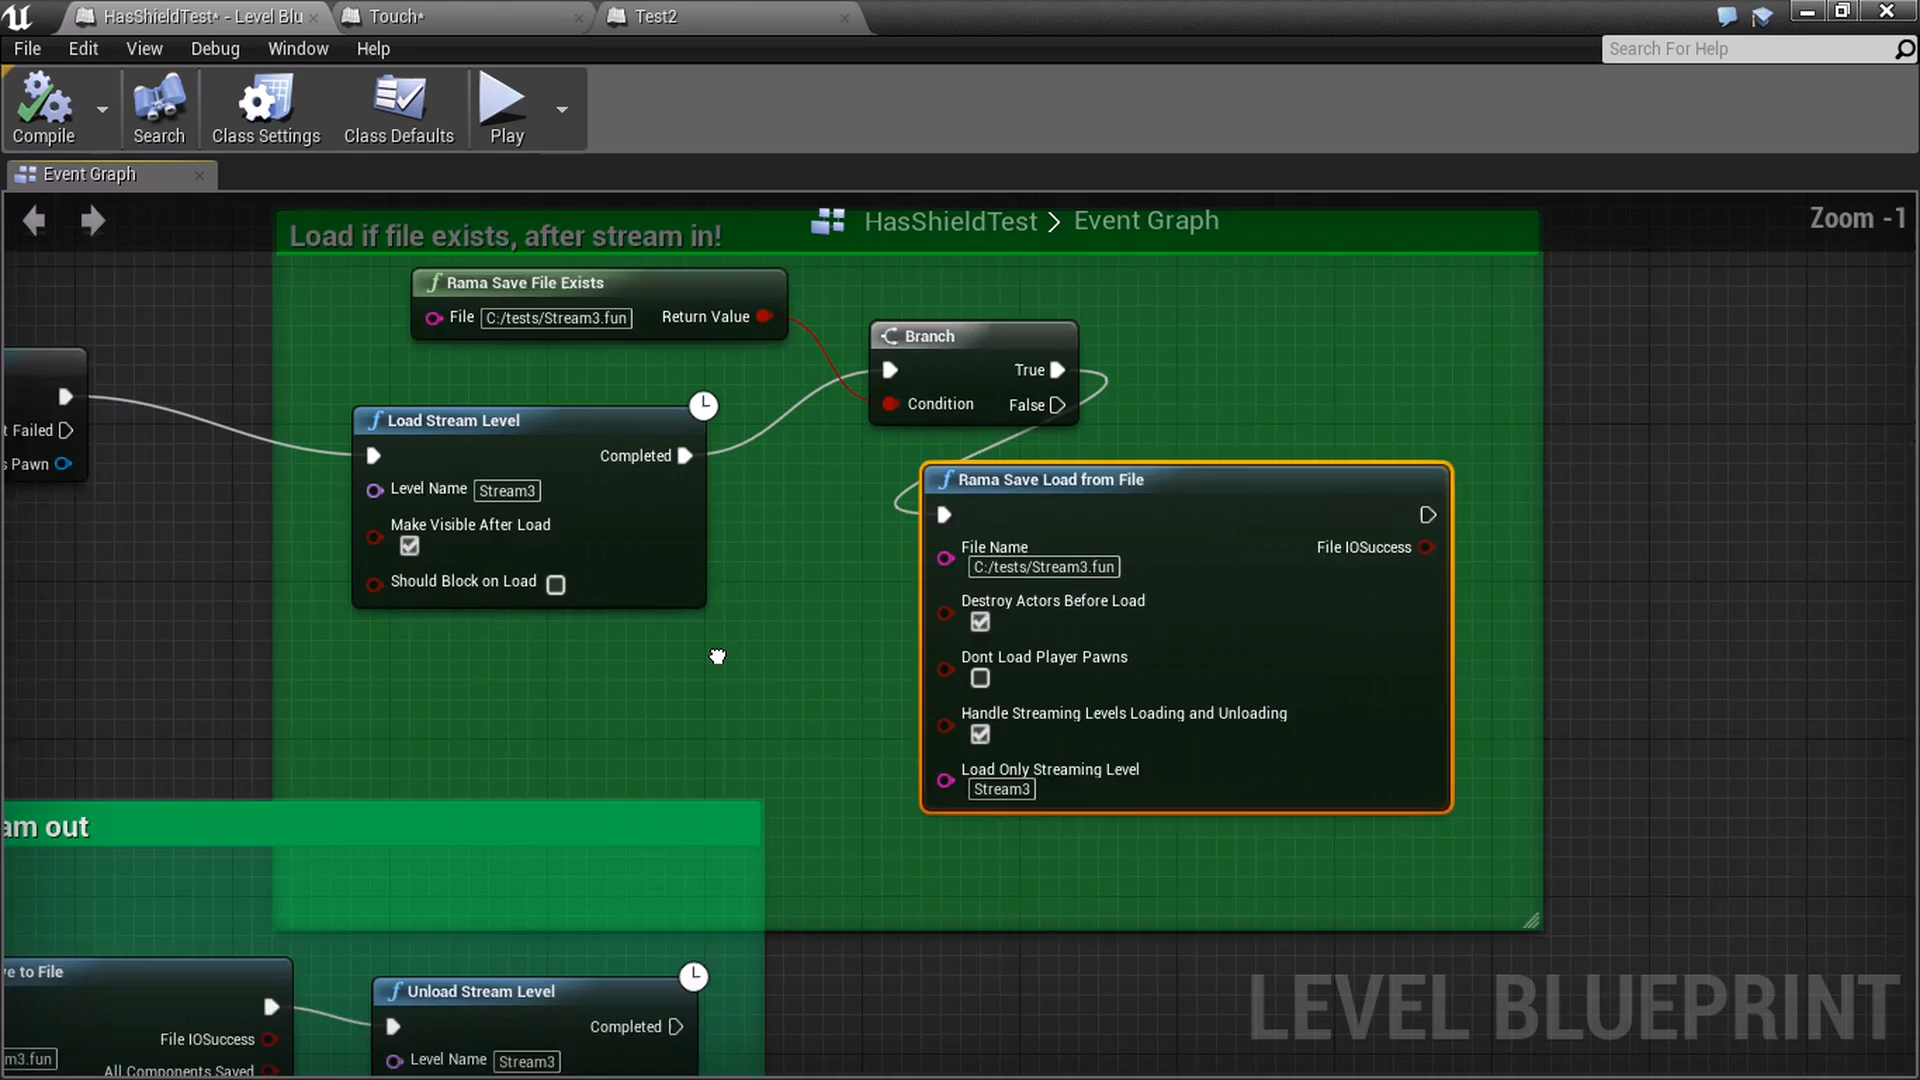 HasShieldTest* - Level Blu
Touch*
Test2
File Edit View Debug Window Help
Search For Help
Compile
Search
Class Settings
Class Defaults
Play
Event Graph
HasShieldTest > Event Graph
Zoom -1
Load if file exists, after stream in!
Rama Save File Exists
File C:/tests/Stream3.fun Return Value
Branch
True
Condition False
t Failed
s Pawn
Load Stream Level
Completed
Level Name Stream3
Make Visible After Load
Should Block on Load
Rama Save Load from File
File Name File IOSuccess
C:/tests/Stream3.fun
Destroy Actors Before Load
Dont Load Player Pawns
Handle Streaming Levels Loading and Unloading
Load Only Streaming Level
Stream3
am out
ve to File
File IOSuccess
m3.fun
All Components Saved
Unload Stream Level
Completed
Level Name Stream3
LEVEL BLUEPRINT